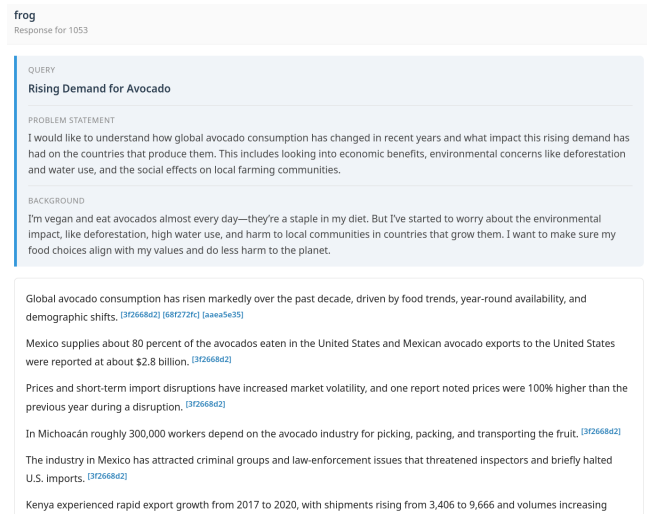 frog
Response for 1053
QUERY
Rising Demand for Avocado
PROBLEM STATEMENT
I would like to understand how global avocado consumption has changed in recent years and what impact this rising demand has
had on the countries that produce them. This includes looking into economic benefits, environmental concerns like deforestation
and water use, and the social effects on local farming communities.
BACKGROUND
I'm vegan and eat avocados almost every day—they're a staple in my diet. But I've started to worry about the environmental
impact, like deforestation, high water use, and harm to local communities in countries that grow them. I want to make sure my
food choices align with my values and do less harm to the planet.
Global avocado consumption has risen markedly over the past decade, driven by food trends, year-round availability, and
demographic shifts. [3f2668d2] [68f272fc] [aaea5e35]
Mexico supplies about 80 percent of the avocados eaten in the United States and Mexican avocado exports to the United States
were reported at about $2.8 billion. [3f2668d2]
Prices and short-term import disruptions have increased market volatility, and one report noted prices were 100% higher than the
previous year during a disruption. [3f2668d2]
In Michoacán roughly 300,000 workers depend on the avocado industry for picking, packing, and transporting the fruit. [3f2668d2]
The industry in Mexico has attracted criminal groups and law-enforcement issues that threatened inspectors and briefly halted
U.S. imports. [3f2668d2]
Kenya experienced rapid export growth from 2017 to 2020, with shipments rising from 3,406 to 9,666 and volumes increasing